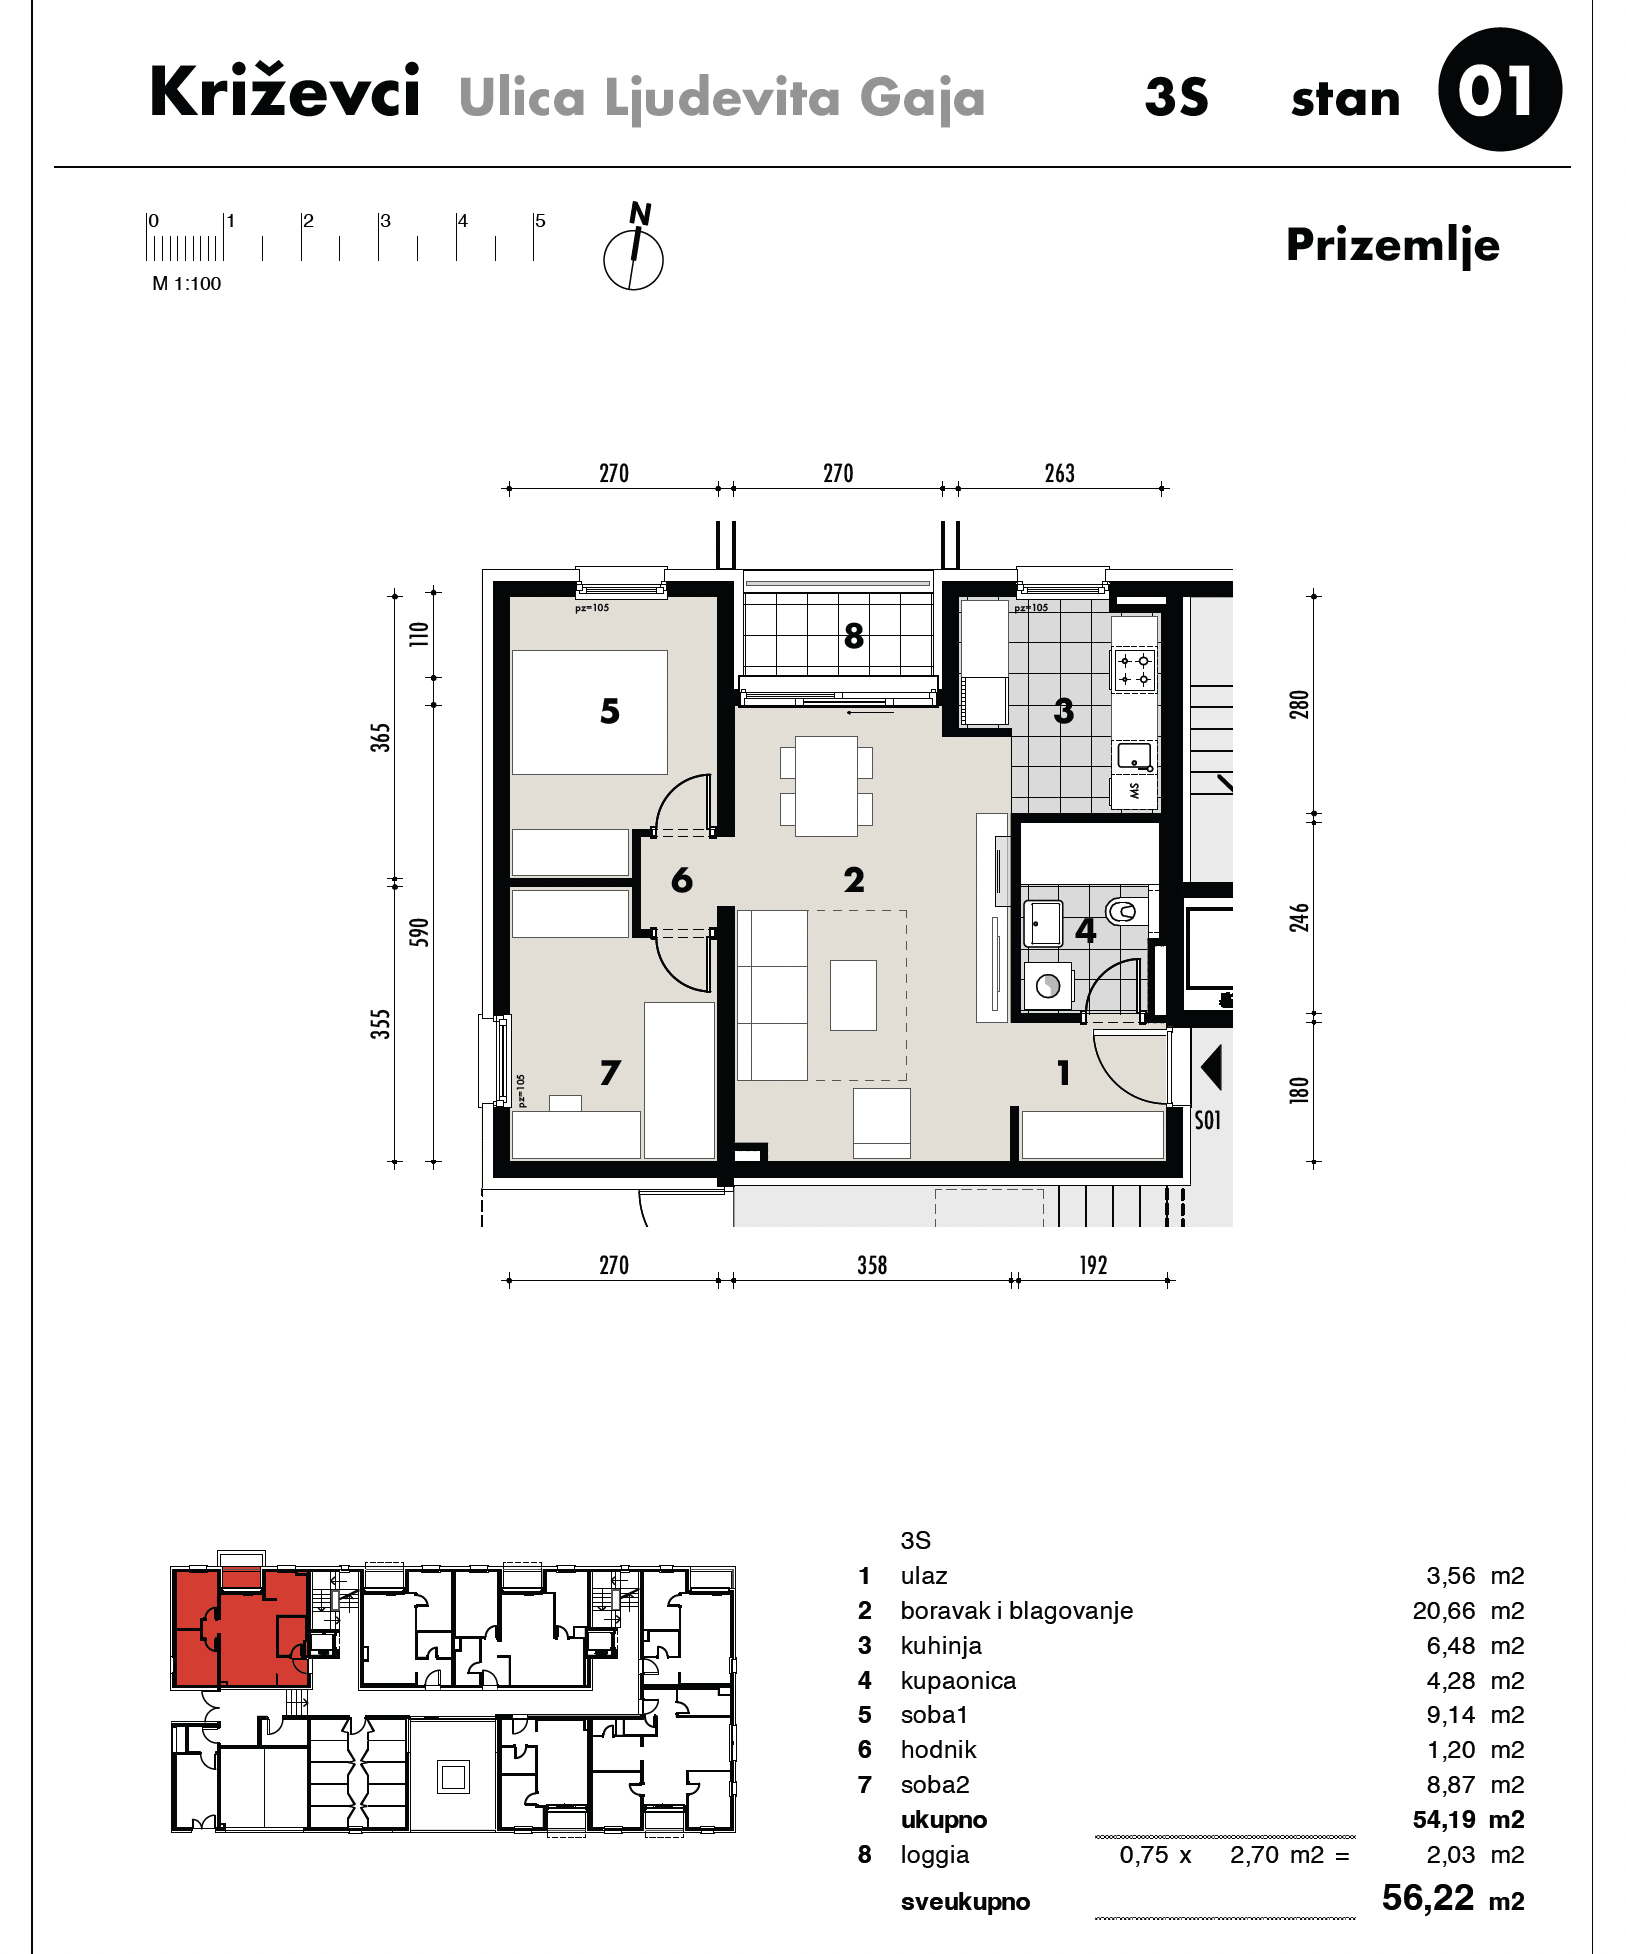 Križevci Ulica Ljudevita Gaja 3S stan 01
0 1 2 3 4 5
M 1:100
N
Prizemlje
270 270 263
110
365
590
355
280
246
180
pz=105
pz=105
pz=105
8
5
3
SW
6
2
4
7
1
S01
270 358 192
3S
1 ulaz 3,56 m2
2 boravak i blagovanje 20,66 m2
3 kuhinja 6,48 m2
4 kupaonica 4,28 m2
5 soba1 9,14 m2
6 hodnik 1,20 m2
7 soba2 8,87 m2
ukupno 54,19 m2
8 loggia 0,75 x 2,70 m2 = 2,03 m2
sveukupno 56,22 m2